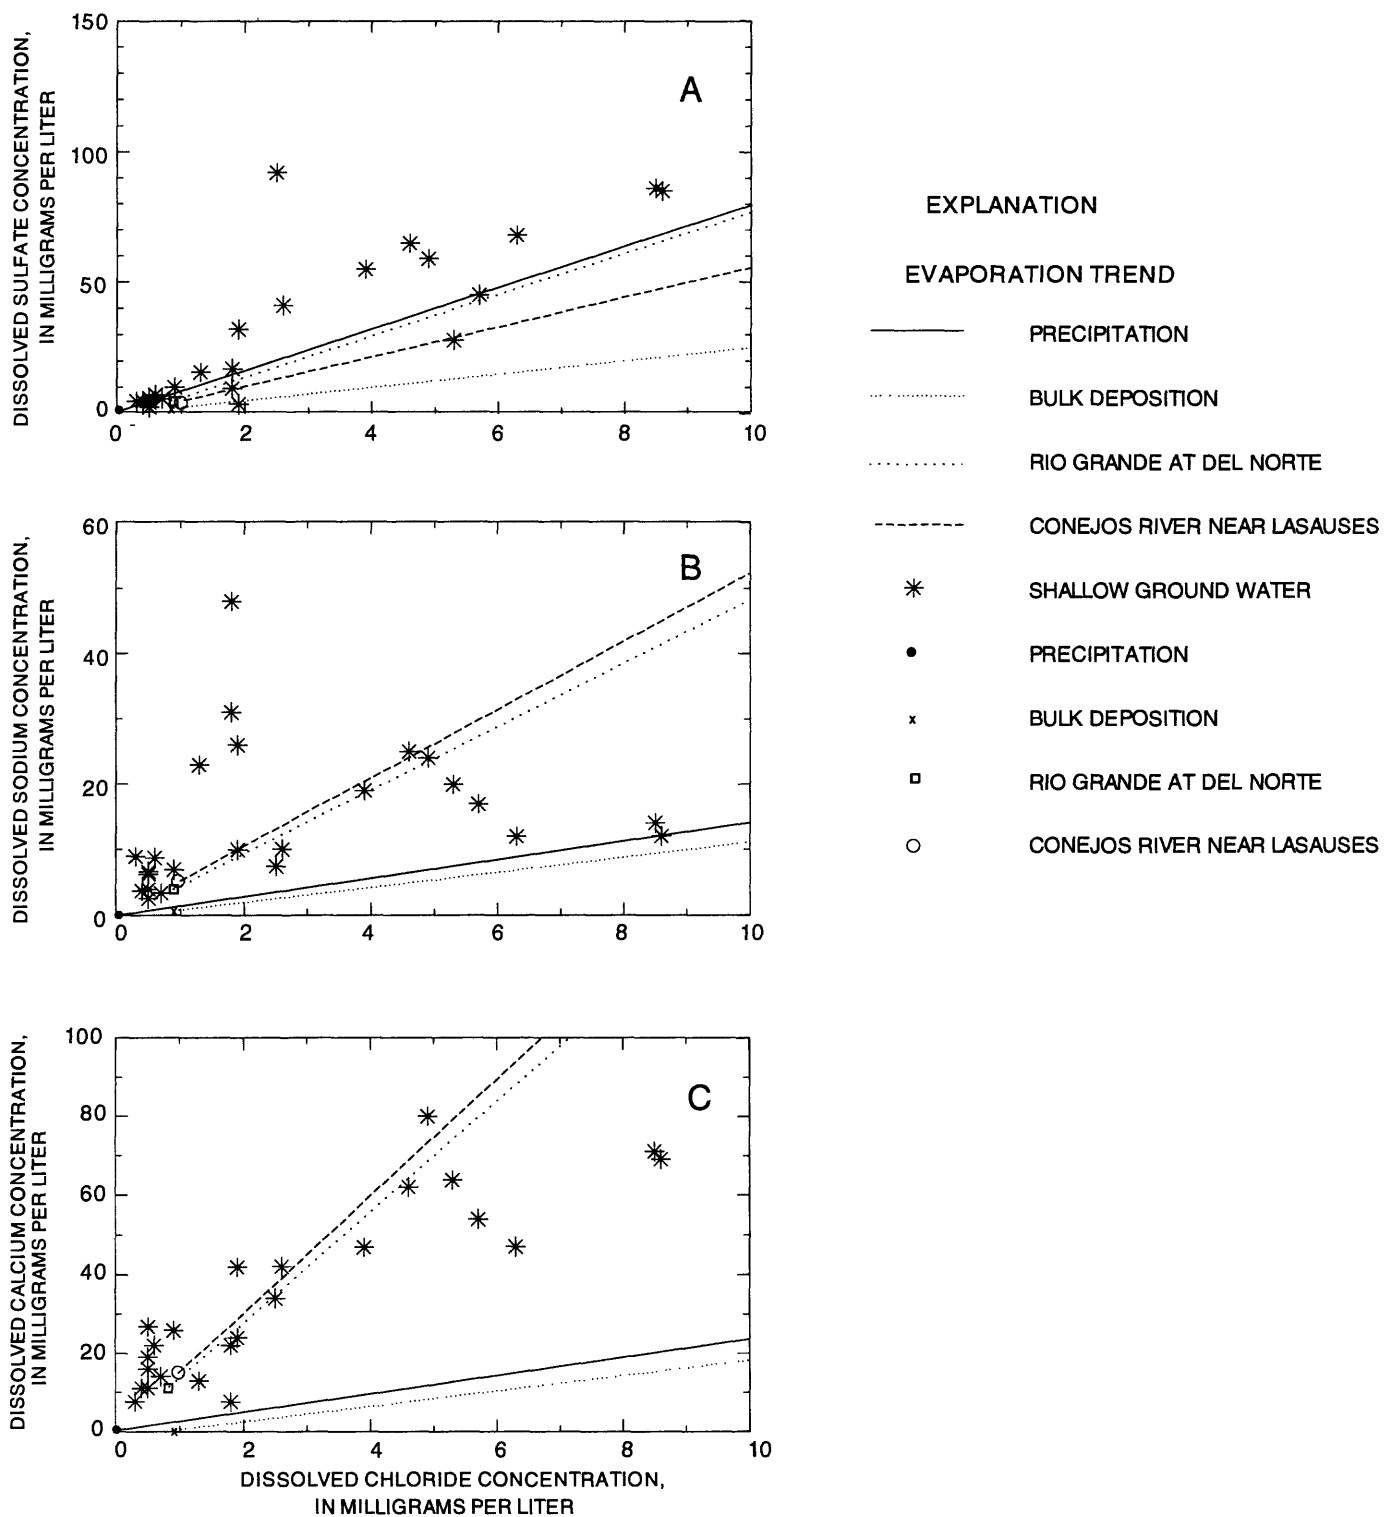 DISSOLVED SULFATE CONCENTRATION,
IN MILLIGRAMS PER LITER
150
100
50
0
0 2 4 6 8 10
A
DISSOLVED SODIUM CONCENTRATION,
IN MILLIGRAMS PER LITER
60
40
20
0
0 2 4 6 8 10
B
DISSOLVED CALCIUM CONCENTRATION,
IN MILLIGRAMS PER LITER
100
80
60
40
20
0
0 2 4 6 8 10
C
DISSOLVED CHLORIDE CONCENTRATION,
IN MILLIGRAMS PER LITER
EXPLANATION
EVAPORATION TREND
PRECIPITATION
BULK DEPOSITION
RIO GRANDE AT DEL NORTE
CONEJOS RIVER NEAR LASAUSES
SHALLOW GROUND WATER
PRECIPITATION
BULK DEPOSITION
RIO GRANDE AT DEL NORTE
CONEJOS RIVER NEAR LASAUSES